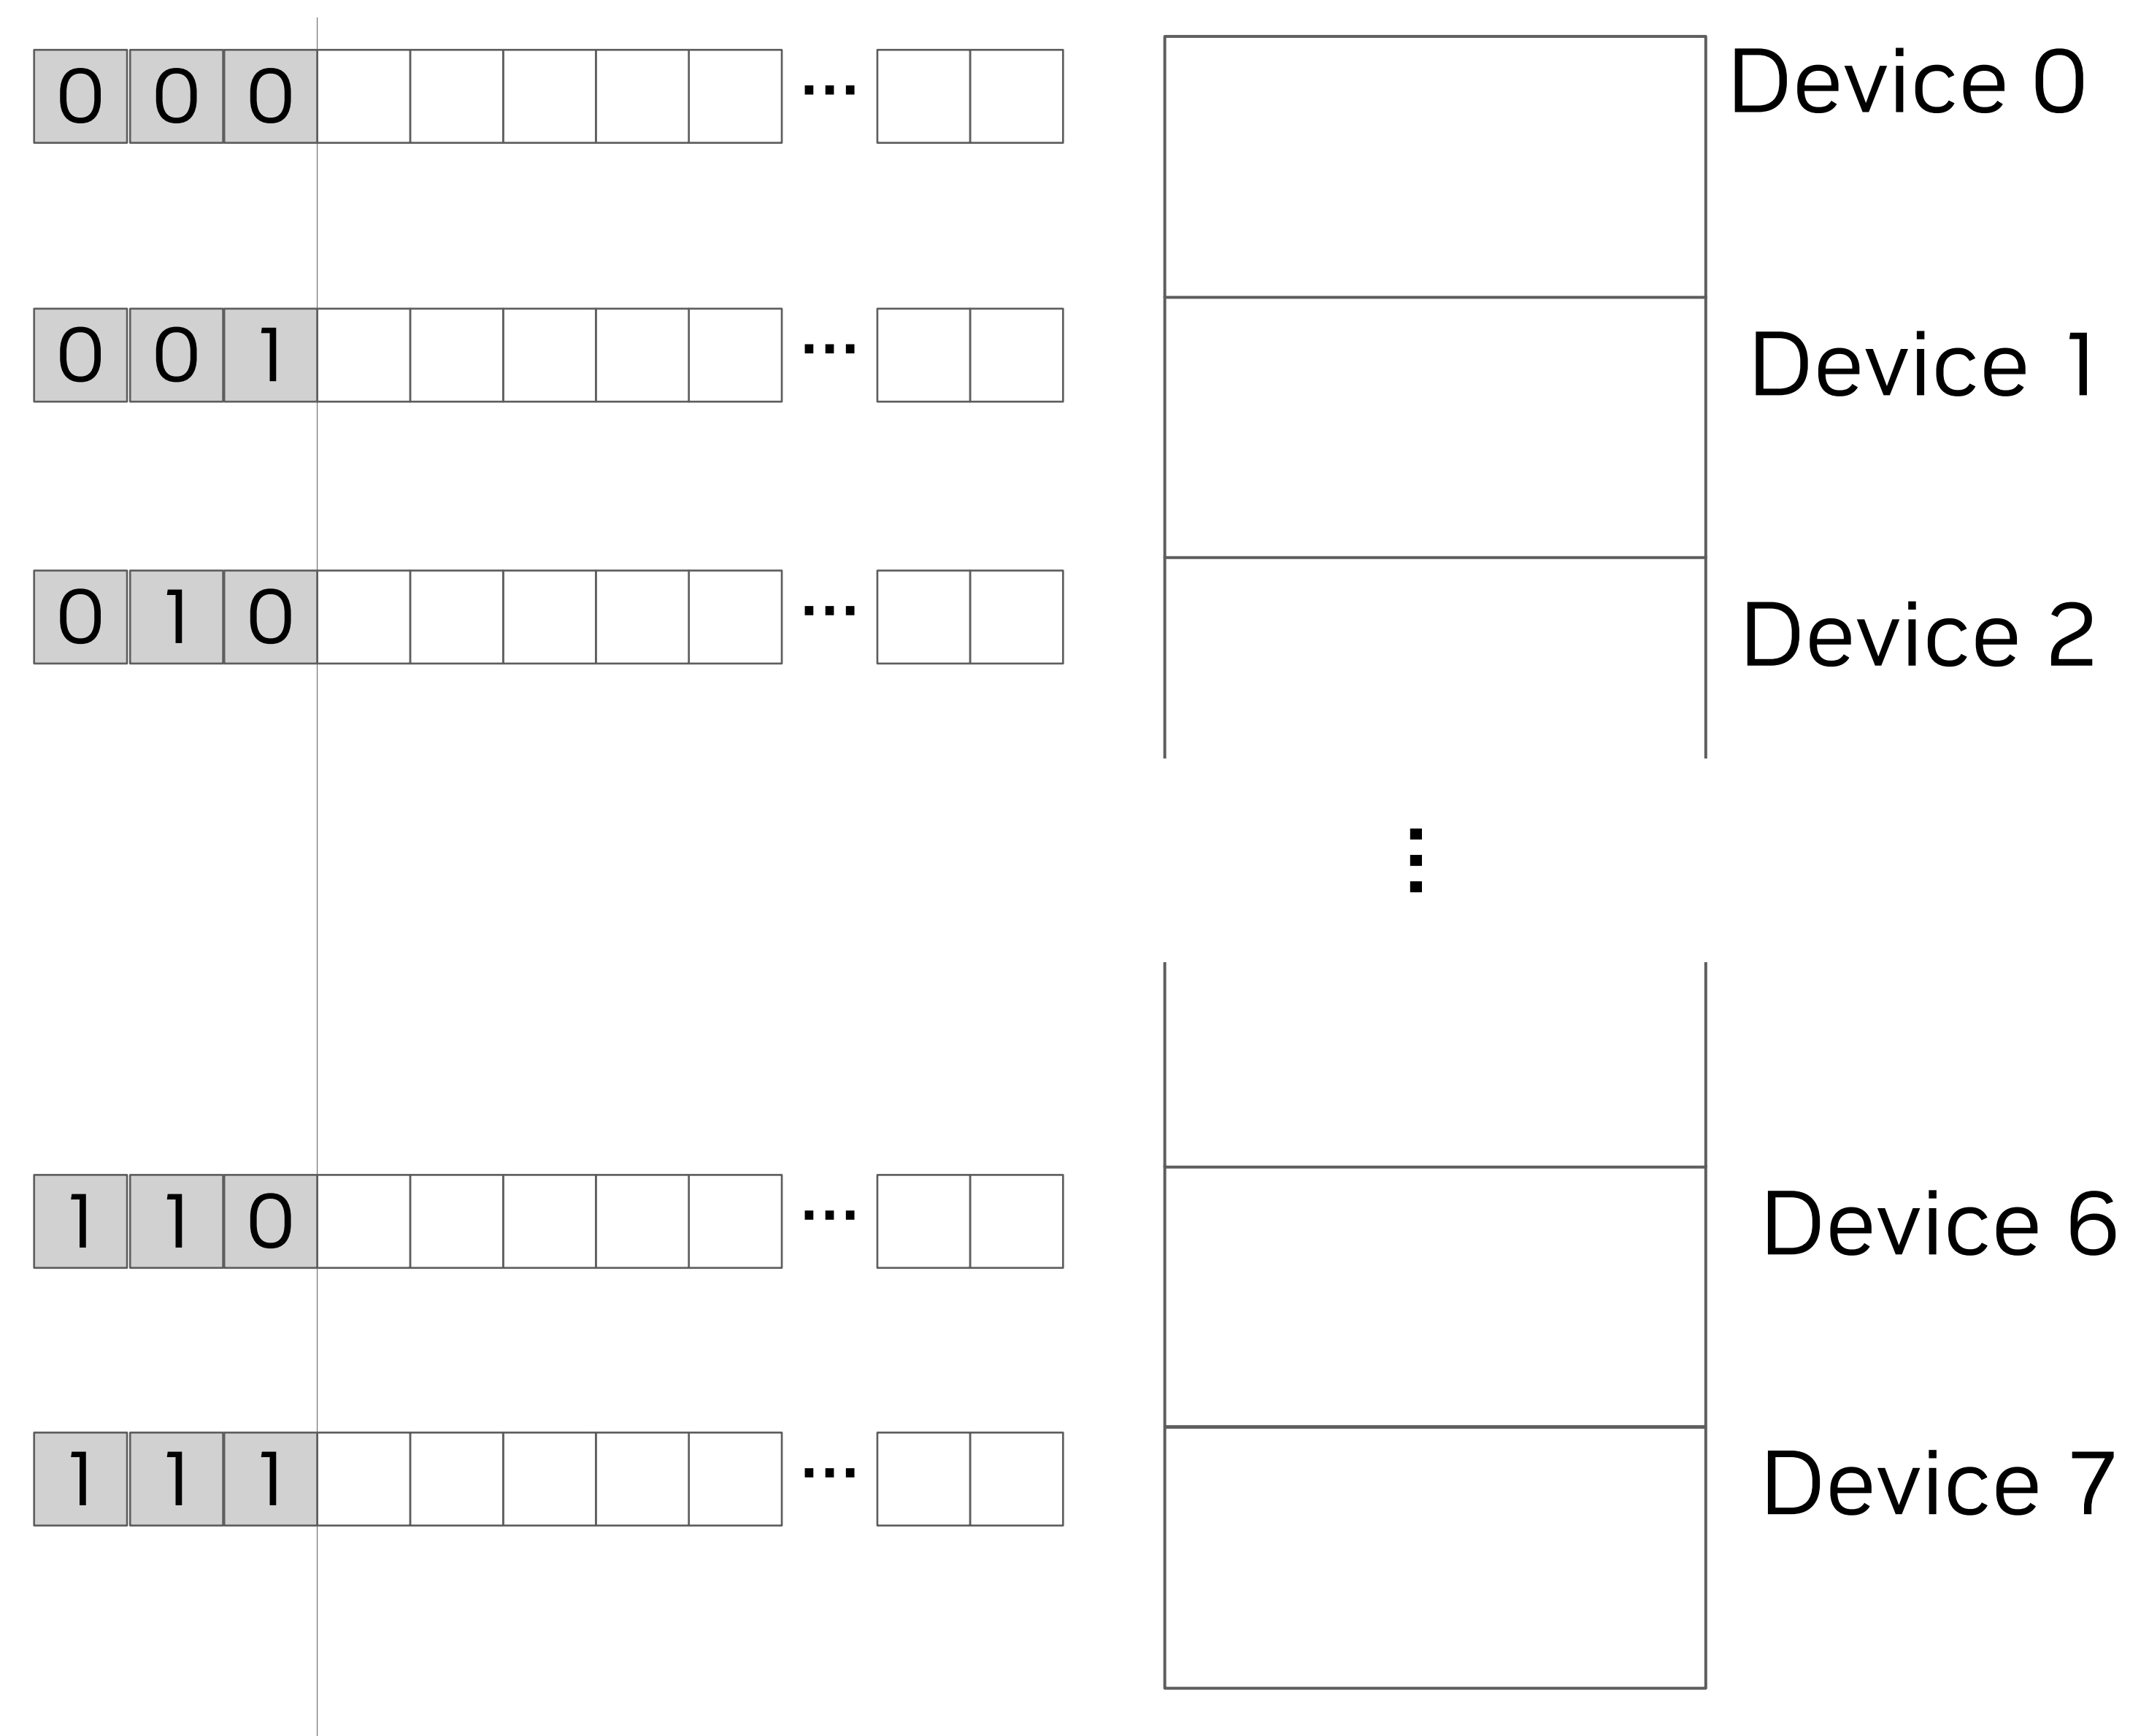 0 0 0 ... Device 0
0 0 1 ... Device 1
0 1 0 ... Device 2
⋮
1 1 0 ... Device 6
1 1 1 ... Device 7